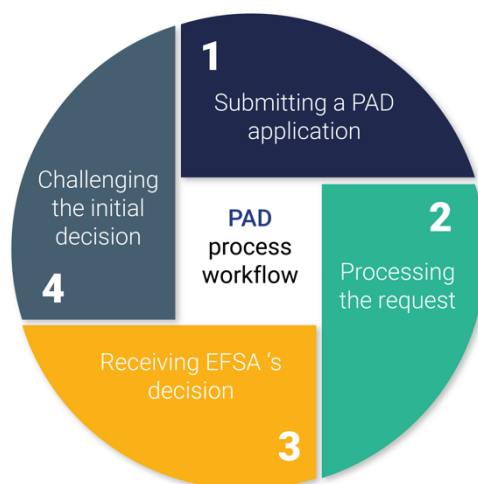 1
Submitting a PAD
application
2
Processing
the request
Receiving EFSA 's
decision
3
Challenging
the initial
decision
4
PAD
process
workflow